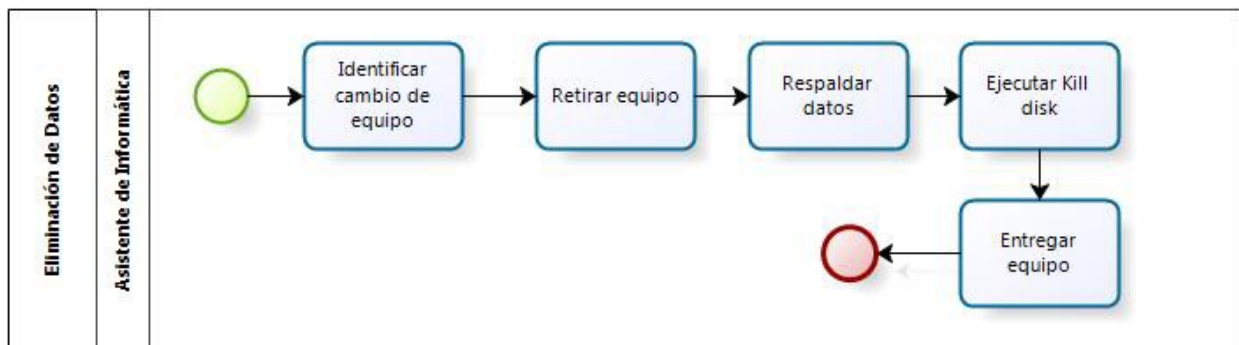 Eliminación de Datos
Asistente de Informática
Identificar
cambio de
equipo
Retirar equipo
Respaldar
datos
Ejecutar Kill
disk
Entregar
equipo